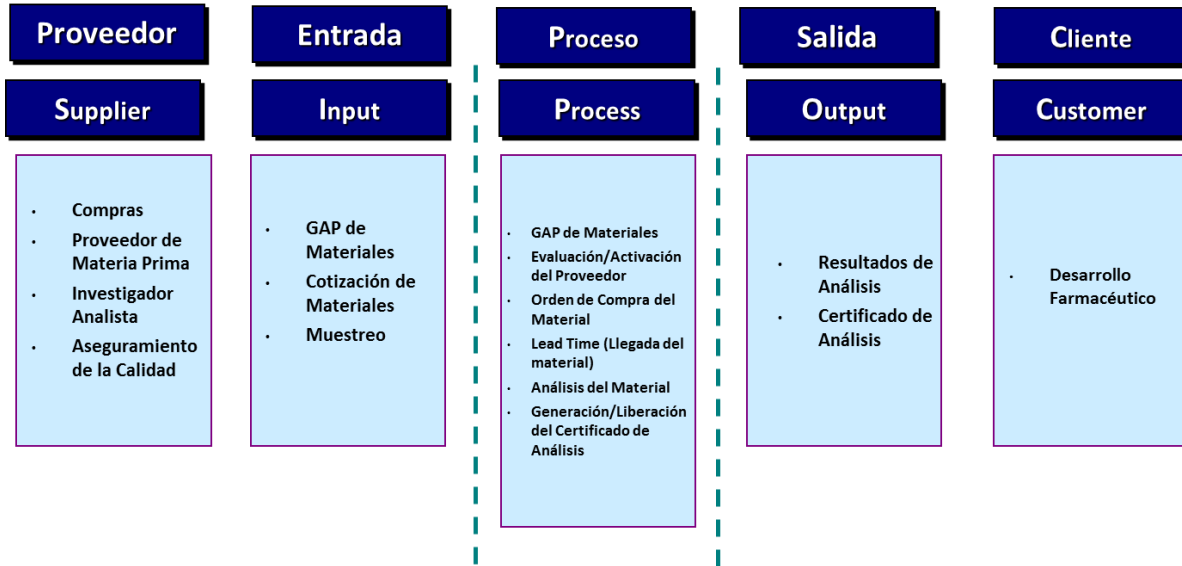 Proveedor
Entrada
Proceso
Salida
Cliente
Supplier
Input
Process
Output
Customer
· Compras
· Proveedor de
Materia Prima
· Investigador
Analista
· Aseguramiento
de la Calidad
· GAP de
Materiales
· Cotización de
Materiales
· Muestreo
· GAP de Materiales
· Evaluación/Activación
del Proveedor
· Orden de Compra del
Material
· Lead Time (Llegada del
material)
· Análisis del Material
· Generación/Liberación
del Certificado de
Análisis
· Resultados de
Análisis
· Certificado de
Análisis
· Desarrollo
Farmacéutico